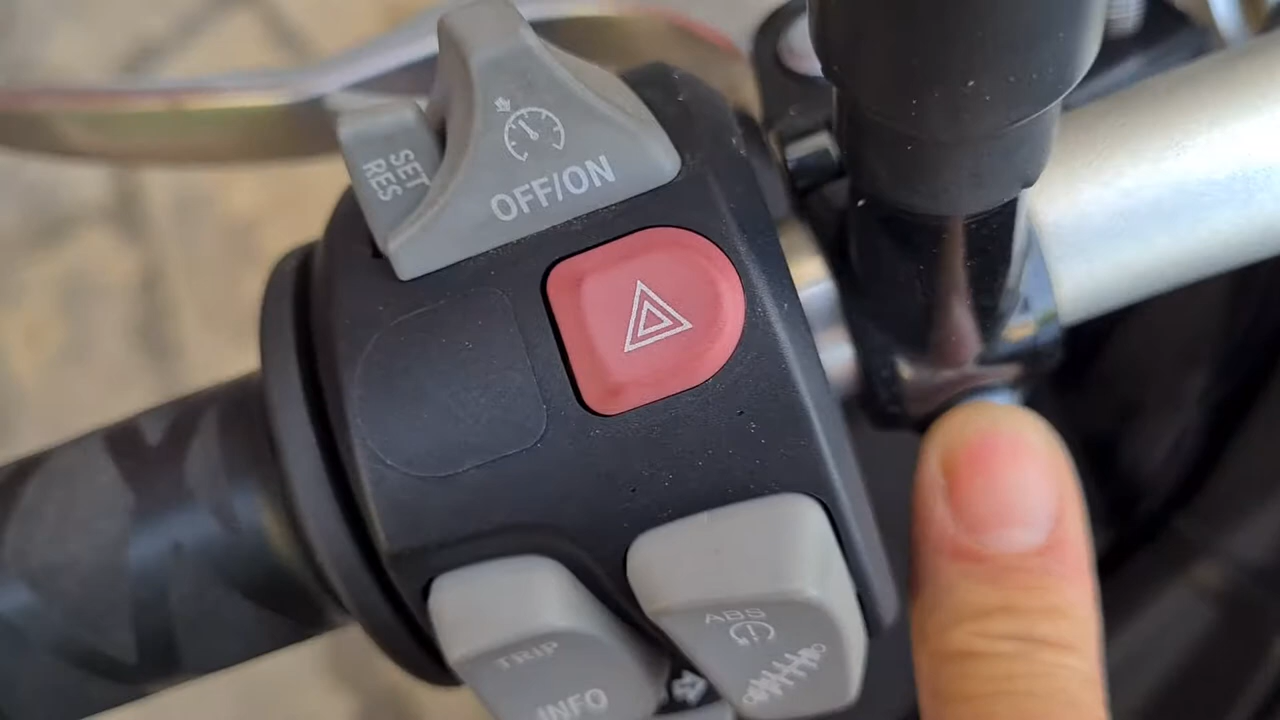 SET
RES
OFF/ON
ABS
TRIP
INFO